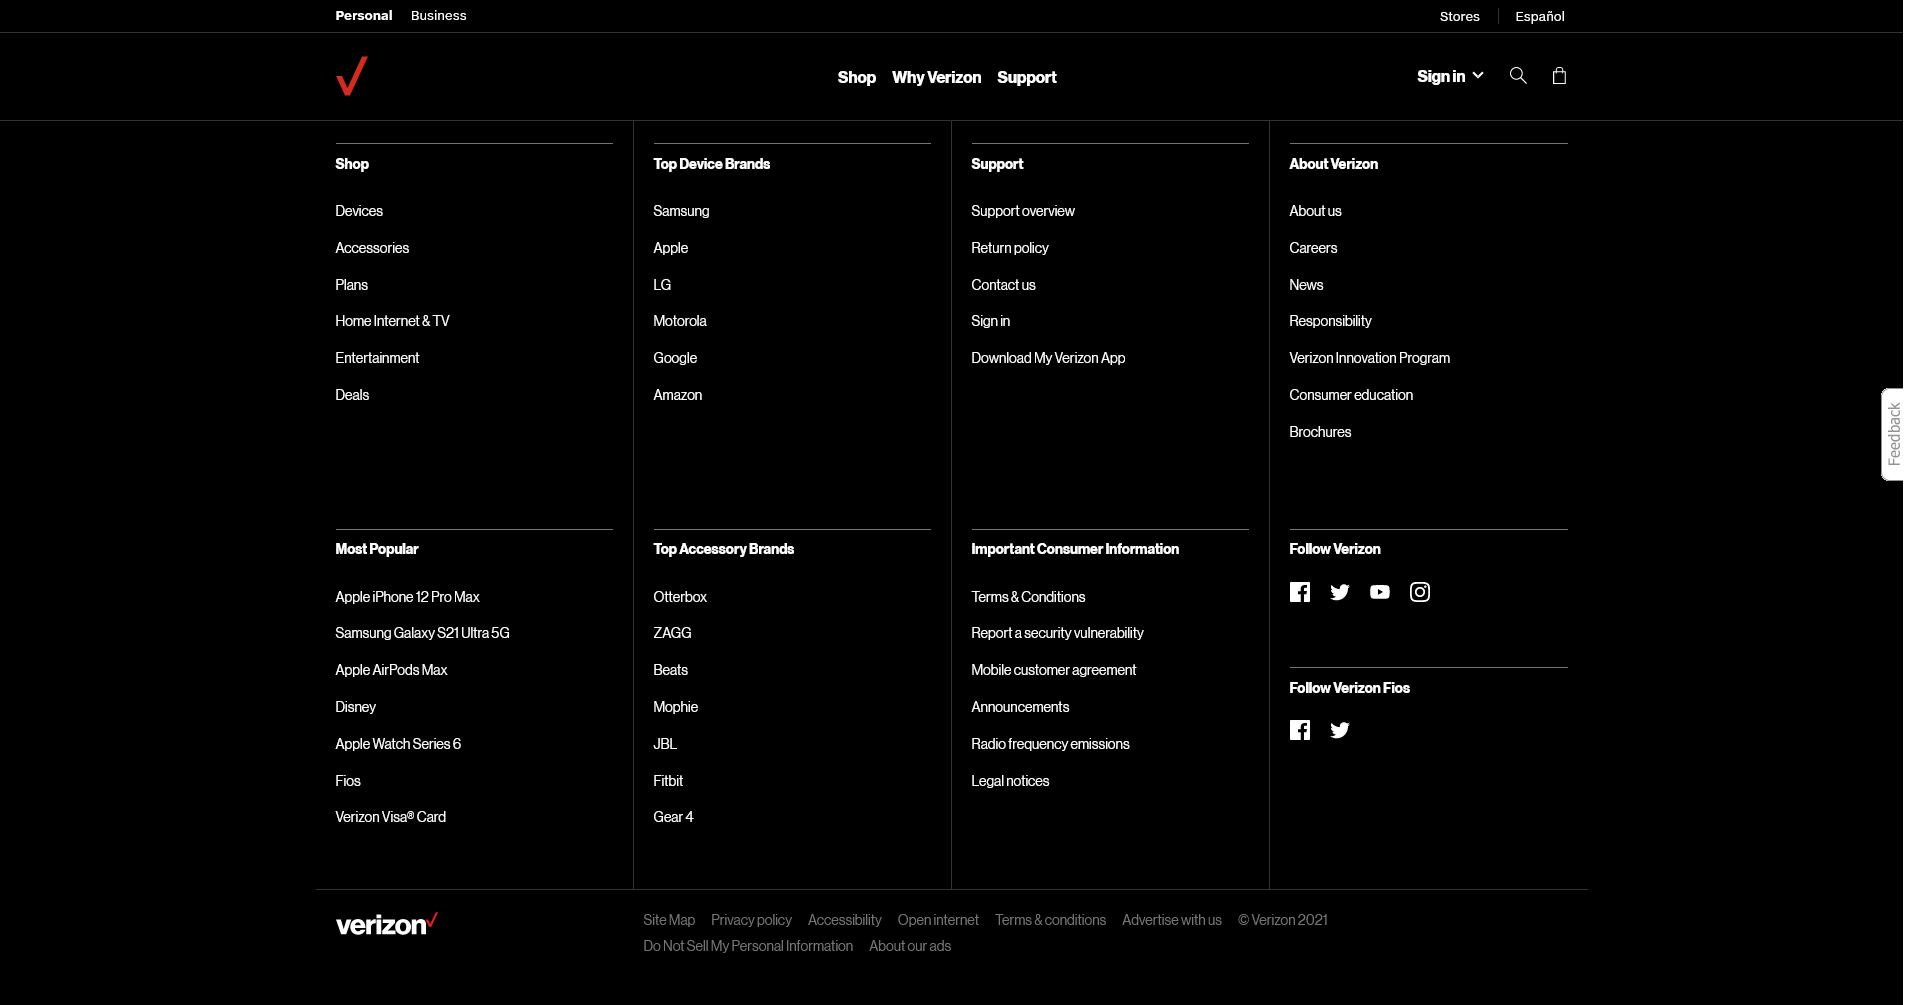 Personal Business
Stores Español
Shop Why Verizon Support
Sign in
Shop
Devices
Accessories
Plans
Home Internet & TV
Entertainment
Deals
Top Device Brands
Samsung
Apple
LG
Motorola
Google
Amazon
Support
Support overview
Return policy
Contact us
Sign in
Download My Verizon App
About Verizon
About us
Careers
News
Responsibility
Verizon Innovation Program
Consumer education
Brochures
Feedback
Most Popular
Apple iPhone 12 Pro Max
Samsung Galaxy S21 Ultra 5G
Apple AirPods Max
Disney
Apple Watch Series 6
Fios
Verizon Visa® Card
Top Accessory Brands
Otterbox
ZAGG
Beats
Mophie
JBL
Fitbit
Gear 4
Important Consumer Information
Terms & Conditions
Report a security vulnerability
Mobile customer agreement
Announcements
Radio frequency emissions
Legal notices
Follow Verizon
Follow Verizon Fios
verizon
Site Map Privacy policy Accessibility Open internet Terms & conditions Advertise with us © Verizon 2021
Do Not Sell My Personal Information About our ads